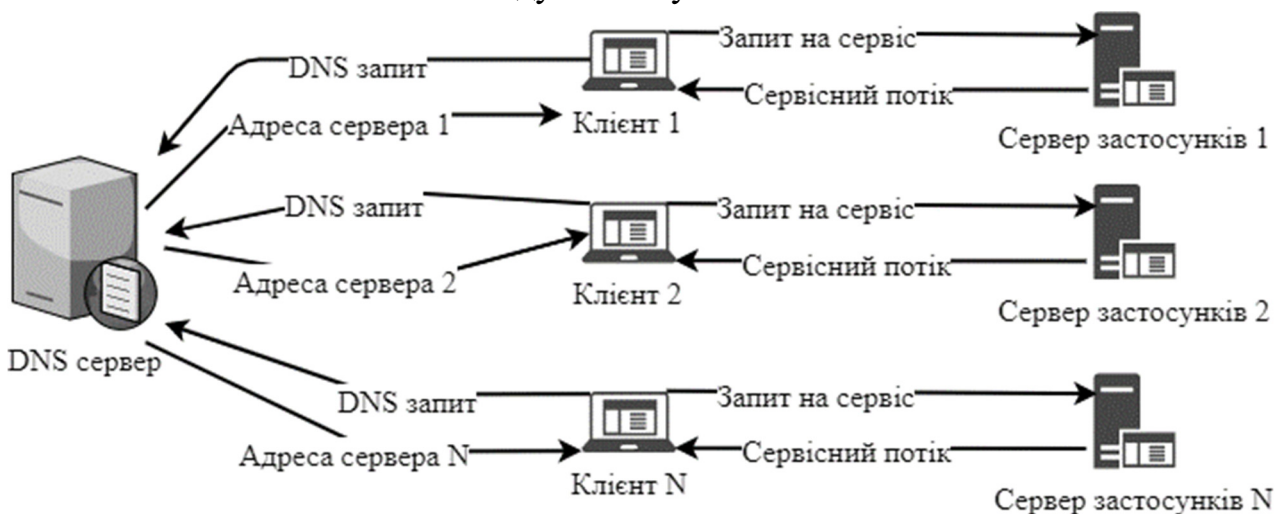 DNS запит
Запит на сервіс
Сервісний потік
Адреса сервера 1
Клієнт 1
Сервер застосунків 1
DNS запит
Запит на сервіс
Сервісний потік
Адреса сервера 2
Клієнт 2
Сервер застосунків 2
DNS сервер
DNS запит
Запит на сервіс
Сервісний потік
Адреса сервера N
Клієнт N
Сервер застосунків N